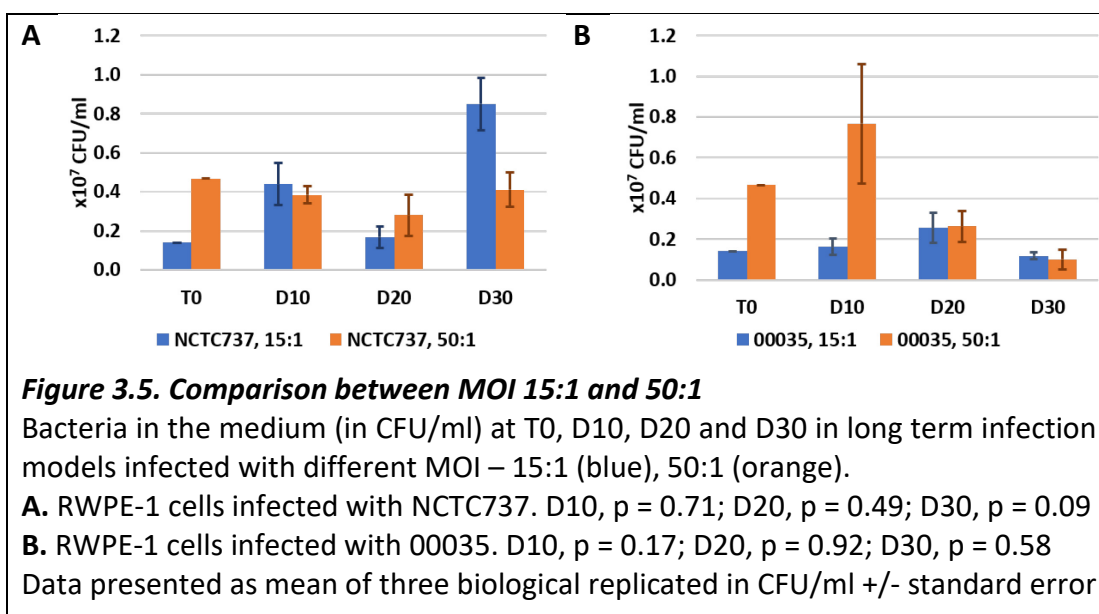 A
1.2
1.0
0.8
0.6
0.4
0.2
0.0
x10⁷ CFU/ml
T0 D10 D20 D30
NCTC737, 15:1 NCTC737, 50:1
B
1.2
1.0
0.8
0.6
0.4
0.2
0.0
x10⁷ CFU/ml
T0 D10 D20 D30
00035, 15:1 00035, 50:1
Figure 3.5. Comparison between MOI 15:1 and 50:1
Bacteria in the medium (in CFU/ml) at T0, D10, D20 and D30 in long term infection
models infected with different MOI – 15:1 (blue), 50:1 (orange).
A. RWPE-1 cells infected with NCTC737. D10, p = 0.71; D20, p = 0.49; D30, p = 0.09
B. RWPE-1 cells infected with 00035. D10, p = 0.17; D20, p = 0.92; D30, p = 0.58
Data presented as mean of three biological replicated in CFU/ml +/- standard error